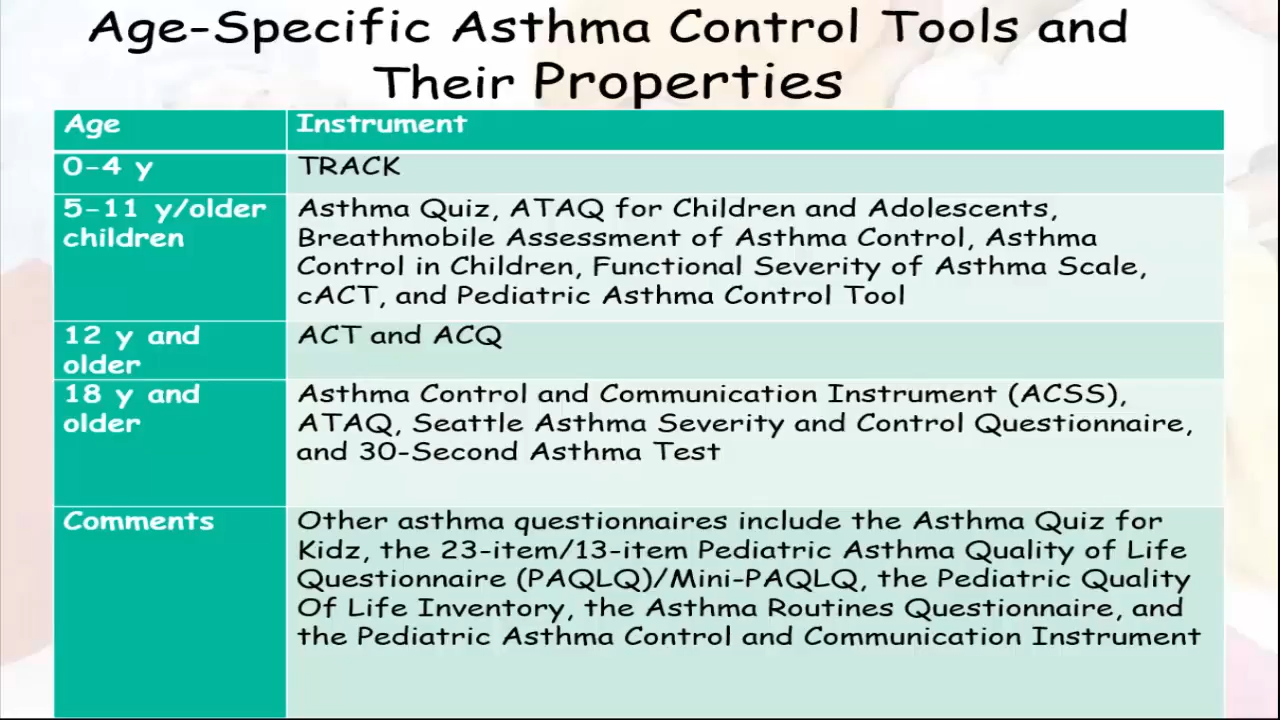 Age-Specific Asthma Control Tools and
Their Properties
Age
Instrument
0-4 y
TRACK
5-11 y/older
children
Asthma Quiz, ATAQ for Children and Adolescents,
Breathmobile Assessment of Asthma Control, Asthma
Control in Children, Functional Severity of Asthma Scale,
cACT, and Pediatric Asthma Control Tool
12 y and
older
ACT and ACQ
18 y and
older
Asthma Control and Communication Instrument (ACSS),
ATAQ, Seattle Asthma Severity and Control Questionnaire,
and 30-Second Asthma Test
Comments
Other asthma questionnaires include the Asthma Quiz for
Kidz, the 23-item/13-item Pediatric Asthma Quality of Life
Questionnaire (PAQLQ)/Mini-PAQLQ, the Pediatric Quality
Of Life Inventory, the Asthma Routines Questionnaire, and
the Pediatric Asthma Control and Communication Instrument